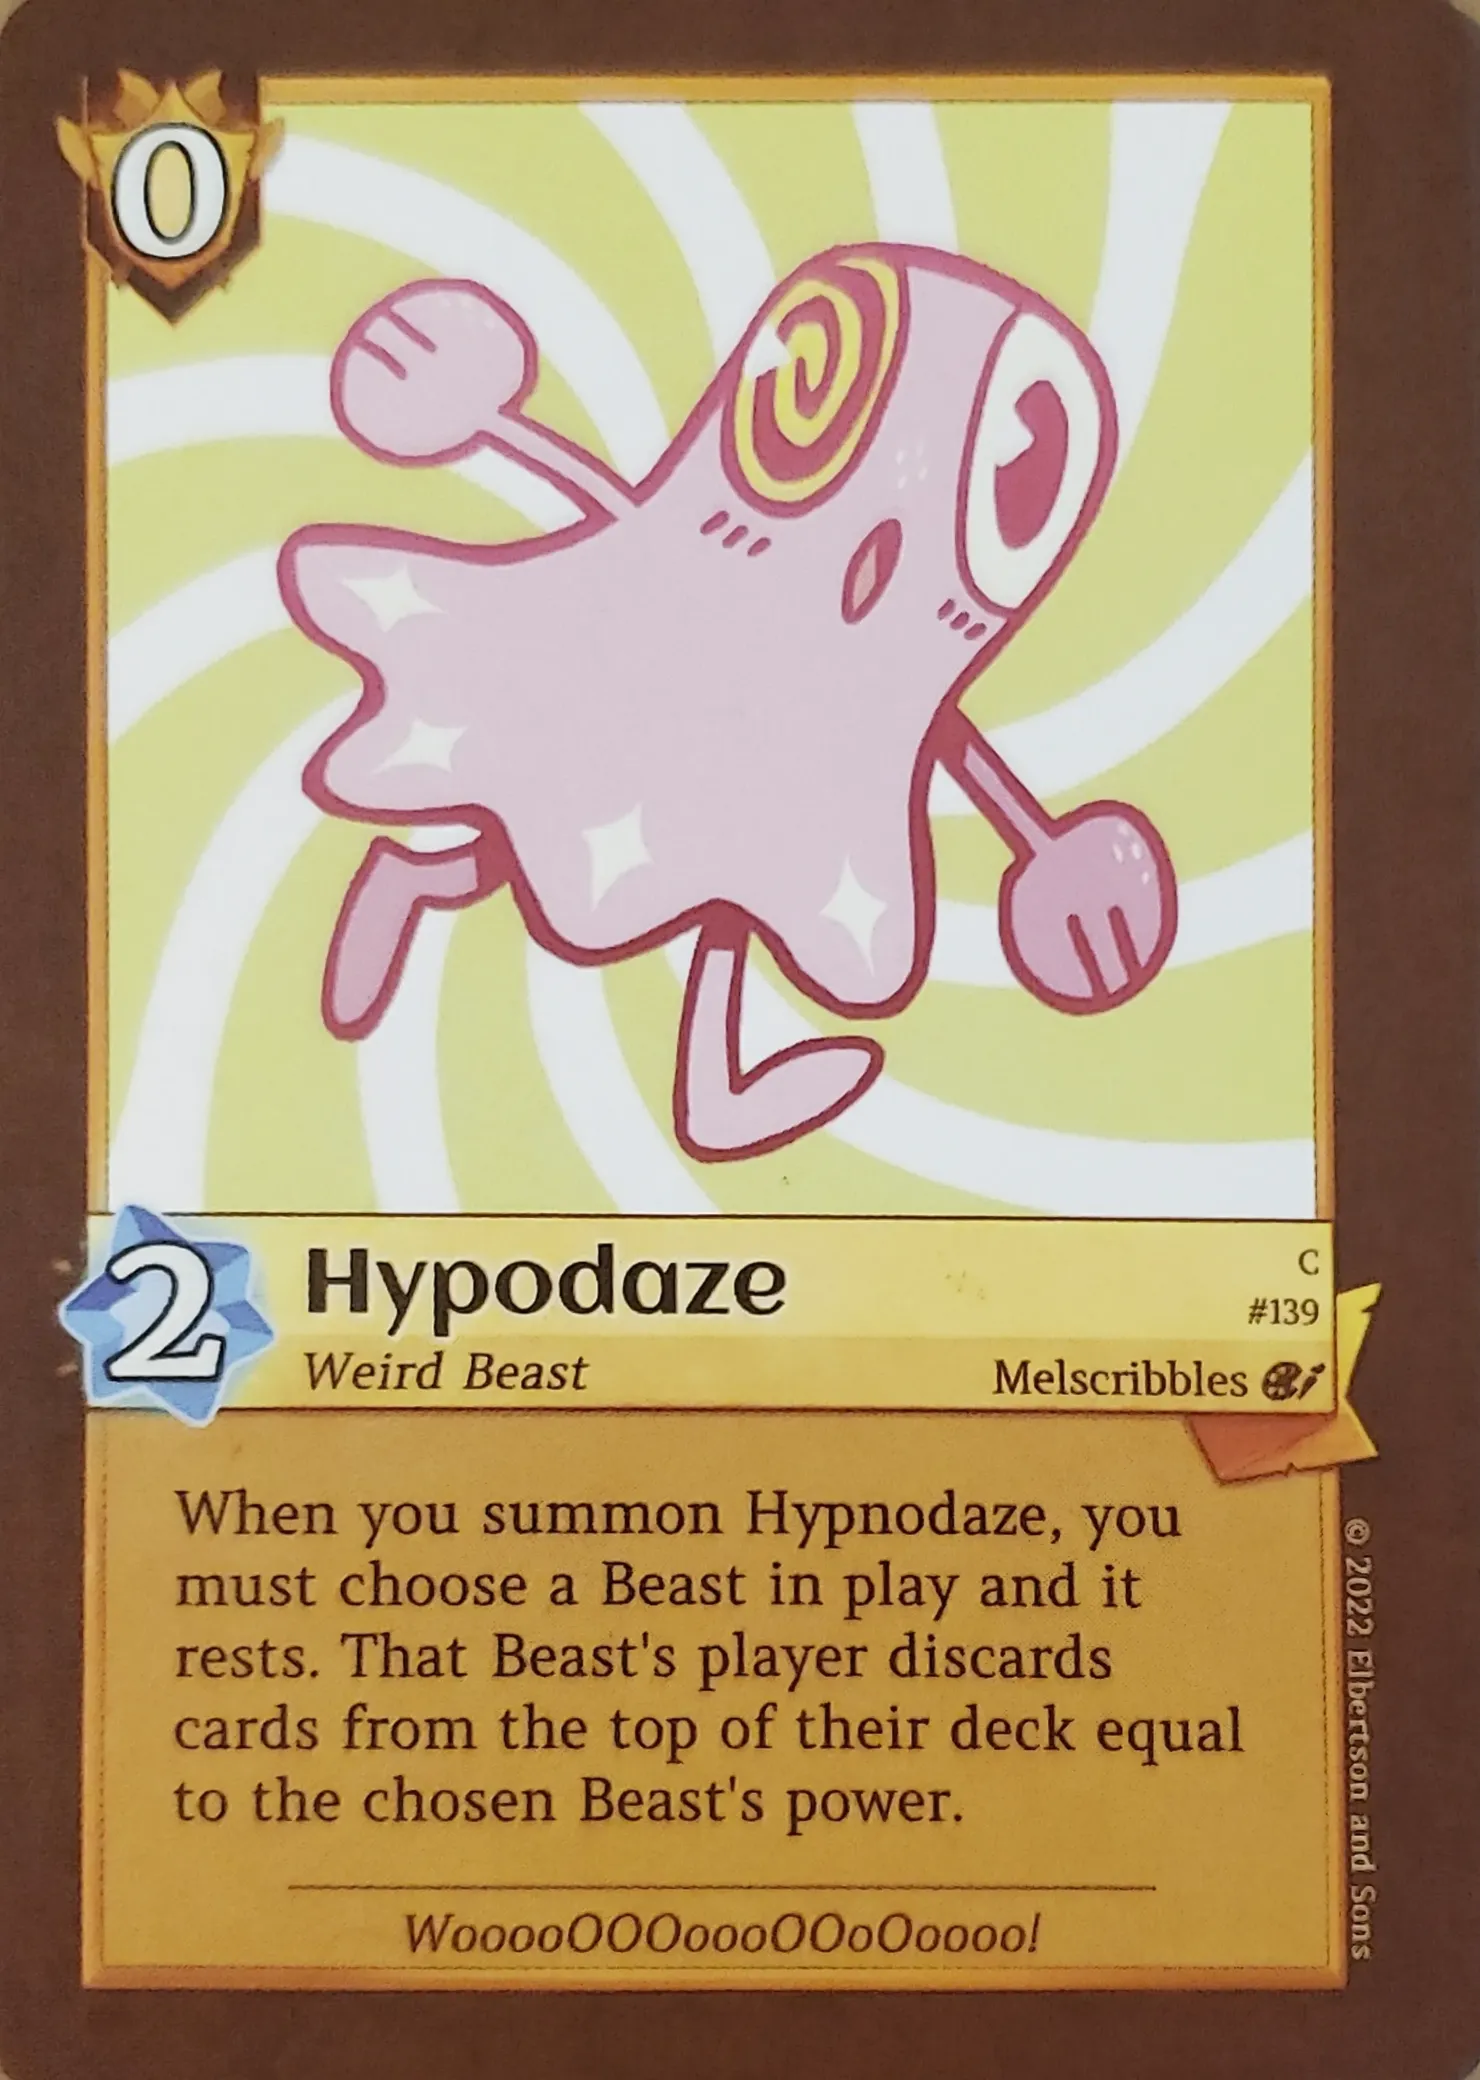 0
2
Hypodaze
C
#139
Weird Beast
Melscribbles
When you summon Hypnodaze, you
must choose a Beast in play and it
rests. That Beast's player discards
cards from the top of their deck equal
to the chosen Beast's power.
WooooOOOoooOOoOoooo!
© 2022 Elbertson and Sons